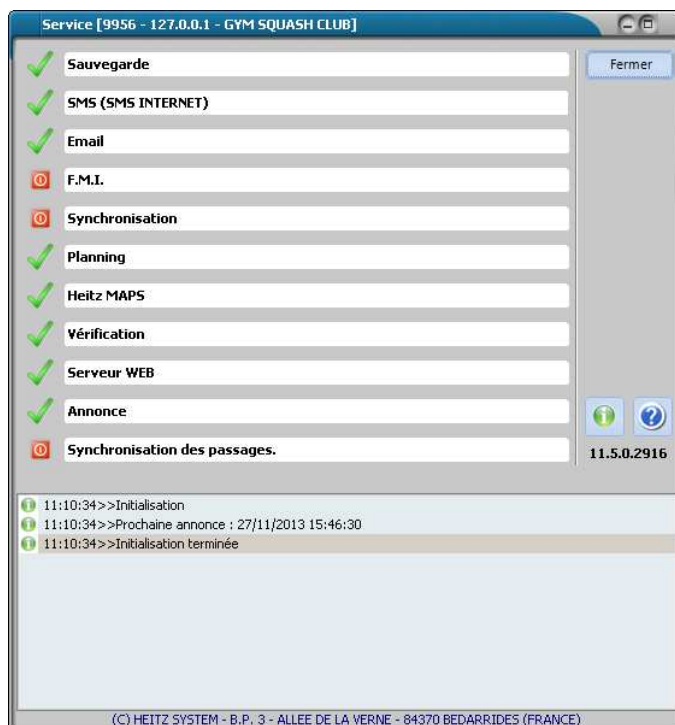 Service [9956 - 127.0.0.1 - GYM SQUASH CLUB]
Sauvegarde
Fermer
SMS (SMS INTERNET)
Email
F.M.I.
Synchronisation
Planning
Heitz MAPS
Vérification
Serveur WEB
Annonce
Synchronisation des passages.
11.5.0.2916
11:10:34>>Initialisation
11:10:34>>Prochaine annonce : 27/11/2013 15:46:30
11:10:34>>Initialisation terminée
(C) HEITZ SYSTEM - B.P. 3 - ALLEE DE LA VERNE - 84370 BEDARRIDES (FRANCE)